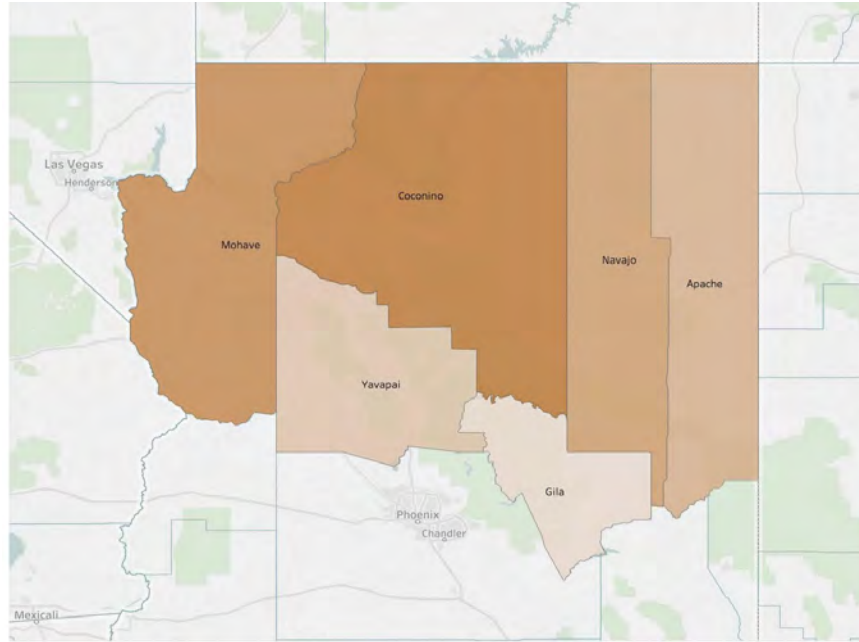 Las Vegas
Henderson
Coconino
Mohave
Navajo
Apache
Yavapai
Gila
Phoenix
Chandler
Mexicali